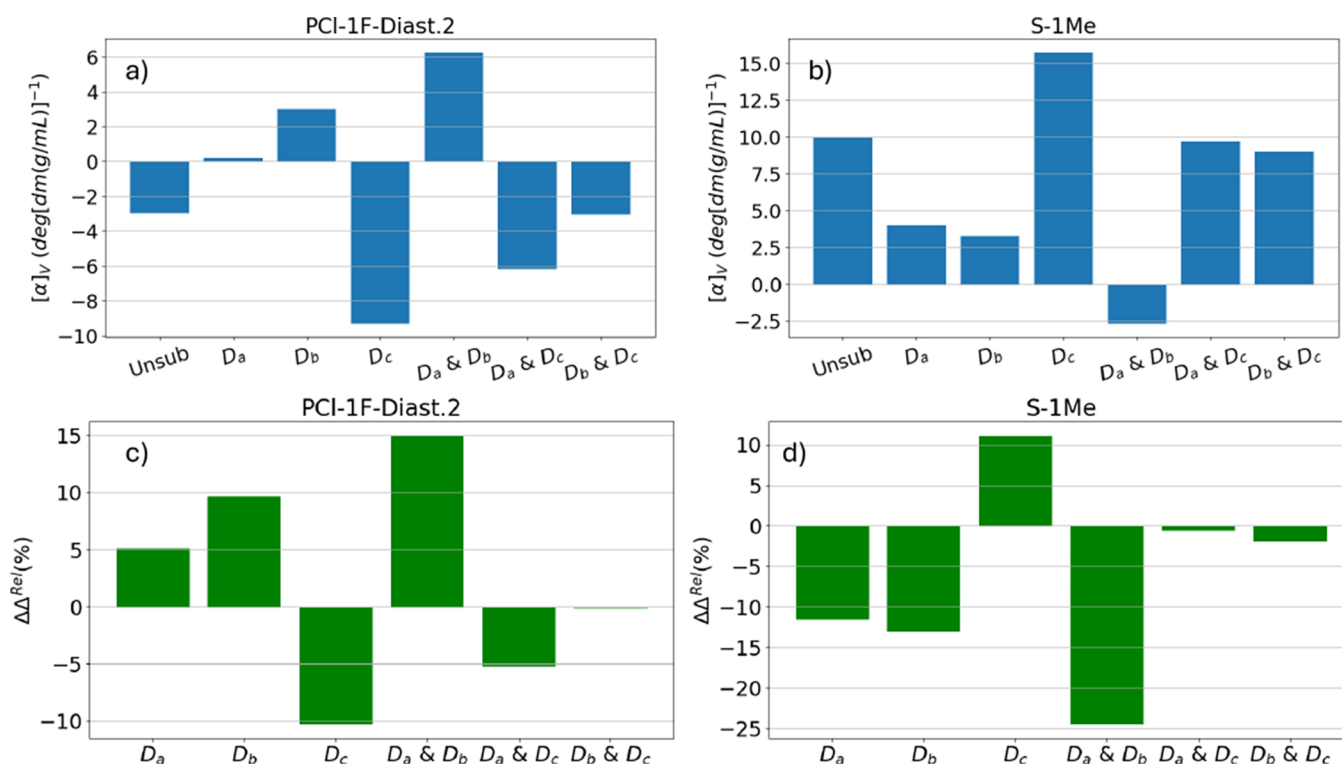 PCI-1F-Diast.2
a)
[α]V (deg[dm(g/mL)]−1
6
4
2
0
−2
−4
−6
−8
−10
Unsub Da Db Dc Da & Db Da & Dc Db & Dc
S-1Me
b)
[α]V (deg[dm(g/mL)]−1
15.0
12.5
10.0
7.5
5.0
2.5
0.0
−2.5
Unsub Da Db Dc Da & Db Da & Dc Db & Dc
PCI-1F-Diast.2
c)
ΔΔRel(%)
15
10
5
0
−5
−10
Da Db Dc Da & Db Da & Dc Db & Dc
S-1Me
d)
ΔΔRel(%)
10
5
0
−5
−10
−15
−20
−25
Da Db Dc Da & Db Da & Dc Db & Dc